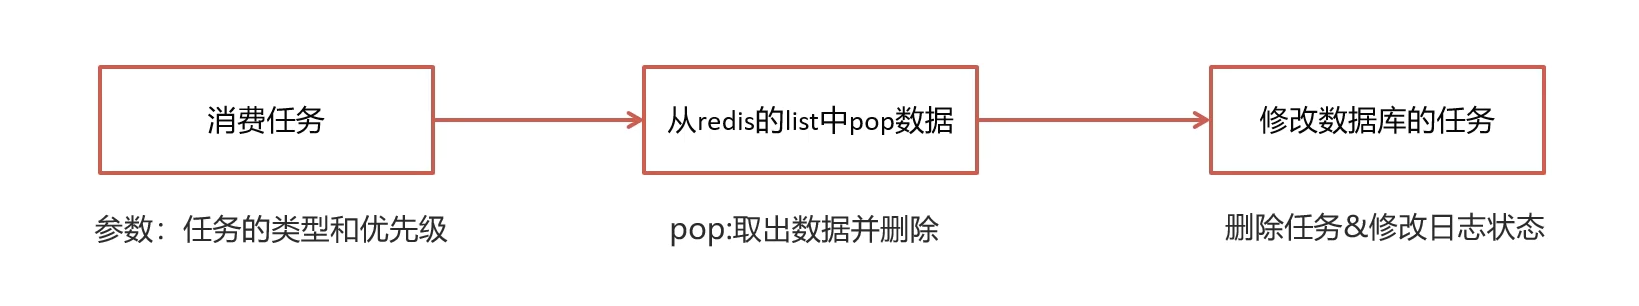 消费任务
从redis的list中pop数据
修改数据库的任务
参数：任务的类型和优先级
pop:取出数据并删除
删除任务&修改日志状态